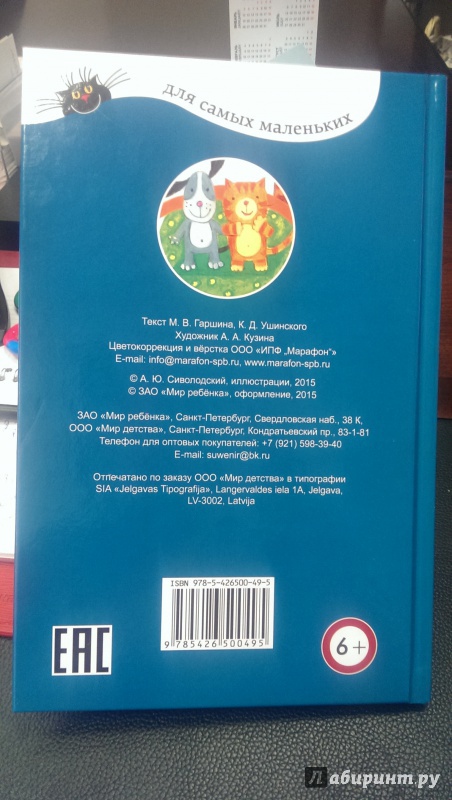 для самых маленьких
Текст М. В. Гаршина, К. Д. Ушинского
Художник А. А. Кузина
Цветокоррекция и вёрстка ООО «ИПФ „Марафон“»
E-mail: info@marafon-spb.ru, www.marafon-spb.ru
© А. Ю. Сиволодский, иллюстрации, 2015
© ЗАО «Мир ребёнка», оформление, 2015
ЗАО «Мир ребёнка», Санкт-Петербург, Свердловская наб., 38 К,
ООО «Мир детства», Санкт-Петербург, Кондратьевский пр., 83-1-81
Телефон для оптовых покупателей: +7 (921) 598-39-40
E-mail: suwenir@bk.ru
Отпечатано по заказу ООО «Мир детства» в типографии
SIA «Jelgavas Tipografija», Langervaldes iela 1A, Jelgava,
LV-3002, Latvija
ISBN 978-5-426500-49-5
9 785426 500495
EAC
6+
Лабиринт.ру